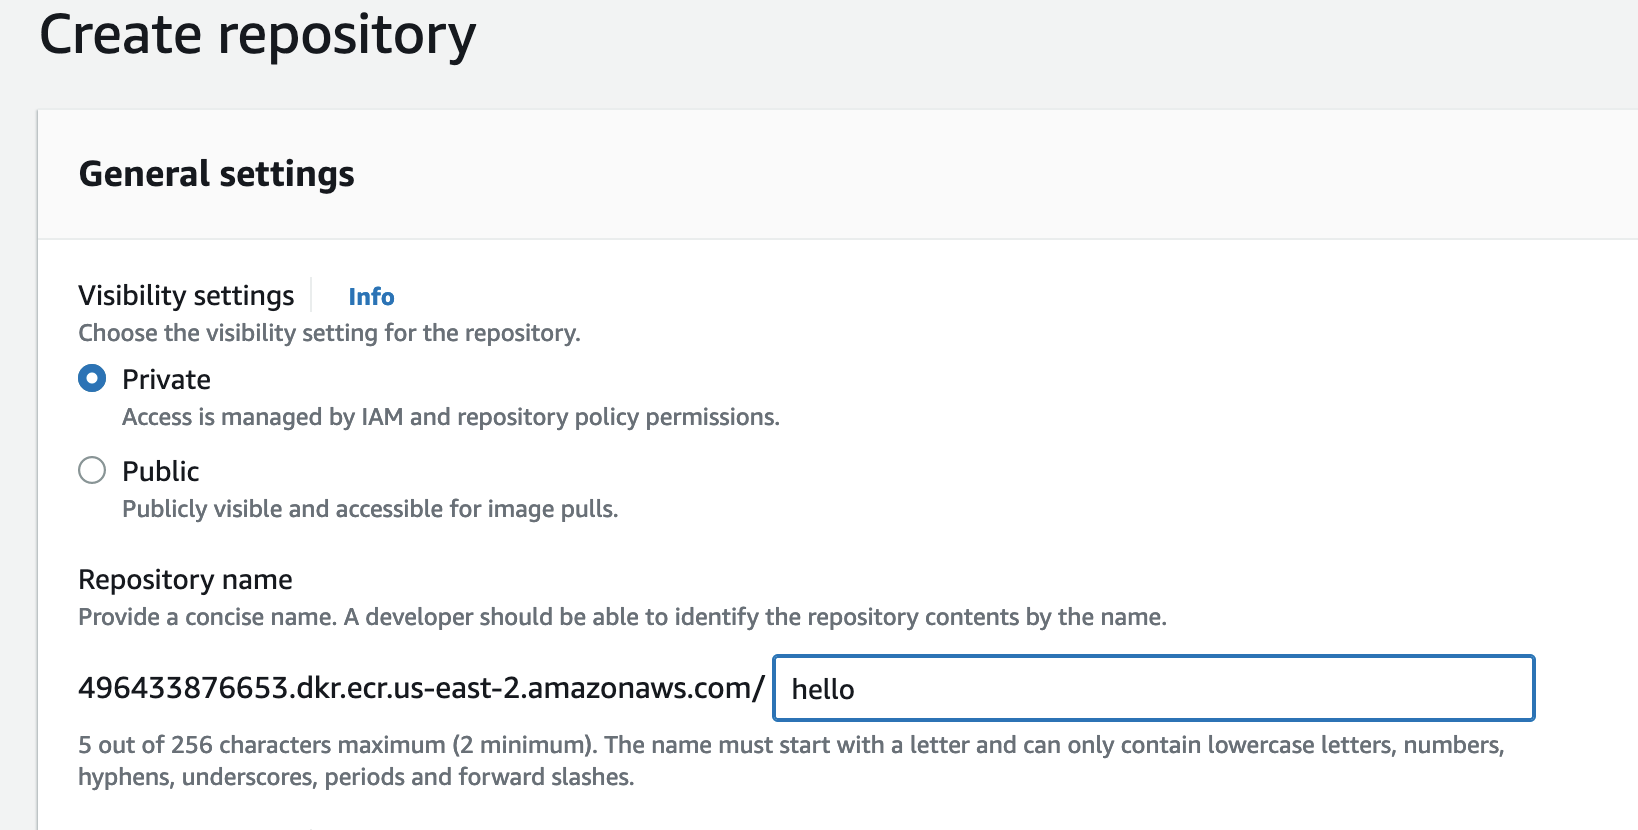 Create repository
General settings
Visibility settings
Info
Choose the visibility setting for the repository.
Private
Access is managed by IAM and repository policy permissions.
Public
Publicly visible and accessible for image pulls.
Repository name
Provide a concise name. A developer should be able to identify the repository contents by the name.
496433876653.dkr.ecr.us-east-2.amazonaws.com/ hello
5 out of 256 characters maximum (2 minimum). The name must start with a letter and can only contain lowercase letters, numbers,
hyphens, underscores, periods and forward slashes.